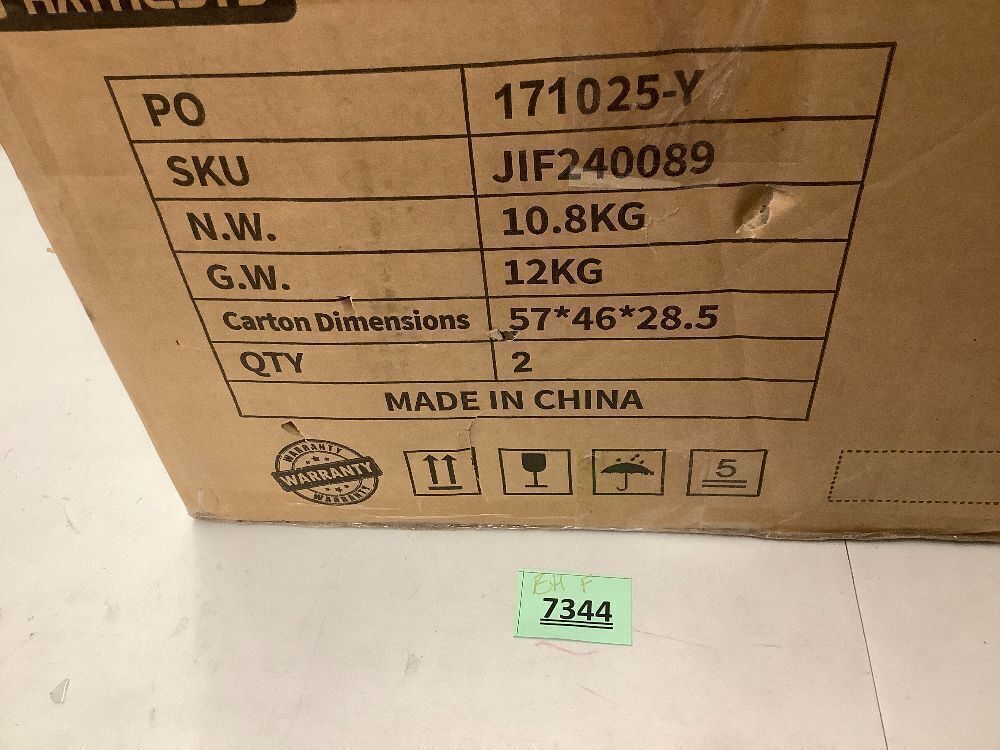 PO 171025-Y
SKU JIF240089
N.W. 10.8KG
G.W. 12KG
Carton Dimensions 57*46*28.5
QTY 2
MADE IN CHINA
WARRANTY
WARRANTY
WARRANTY
5
EH F
7344